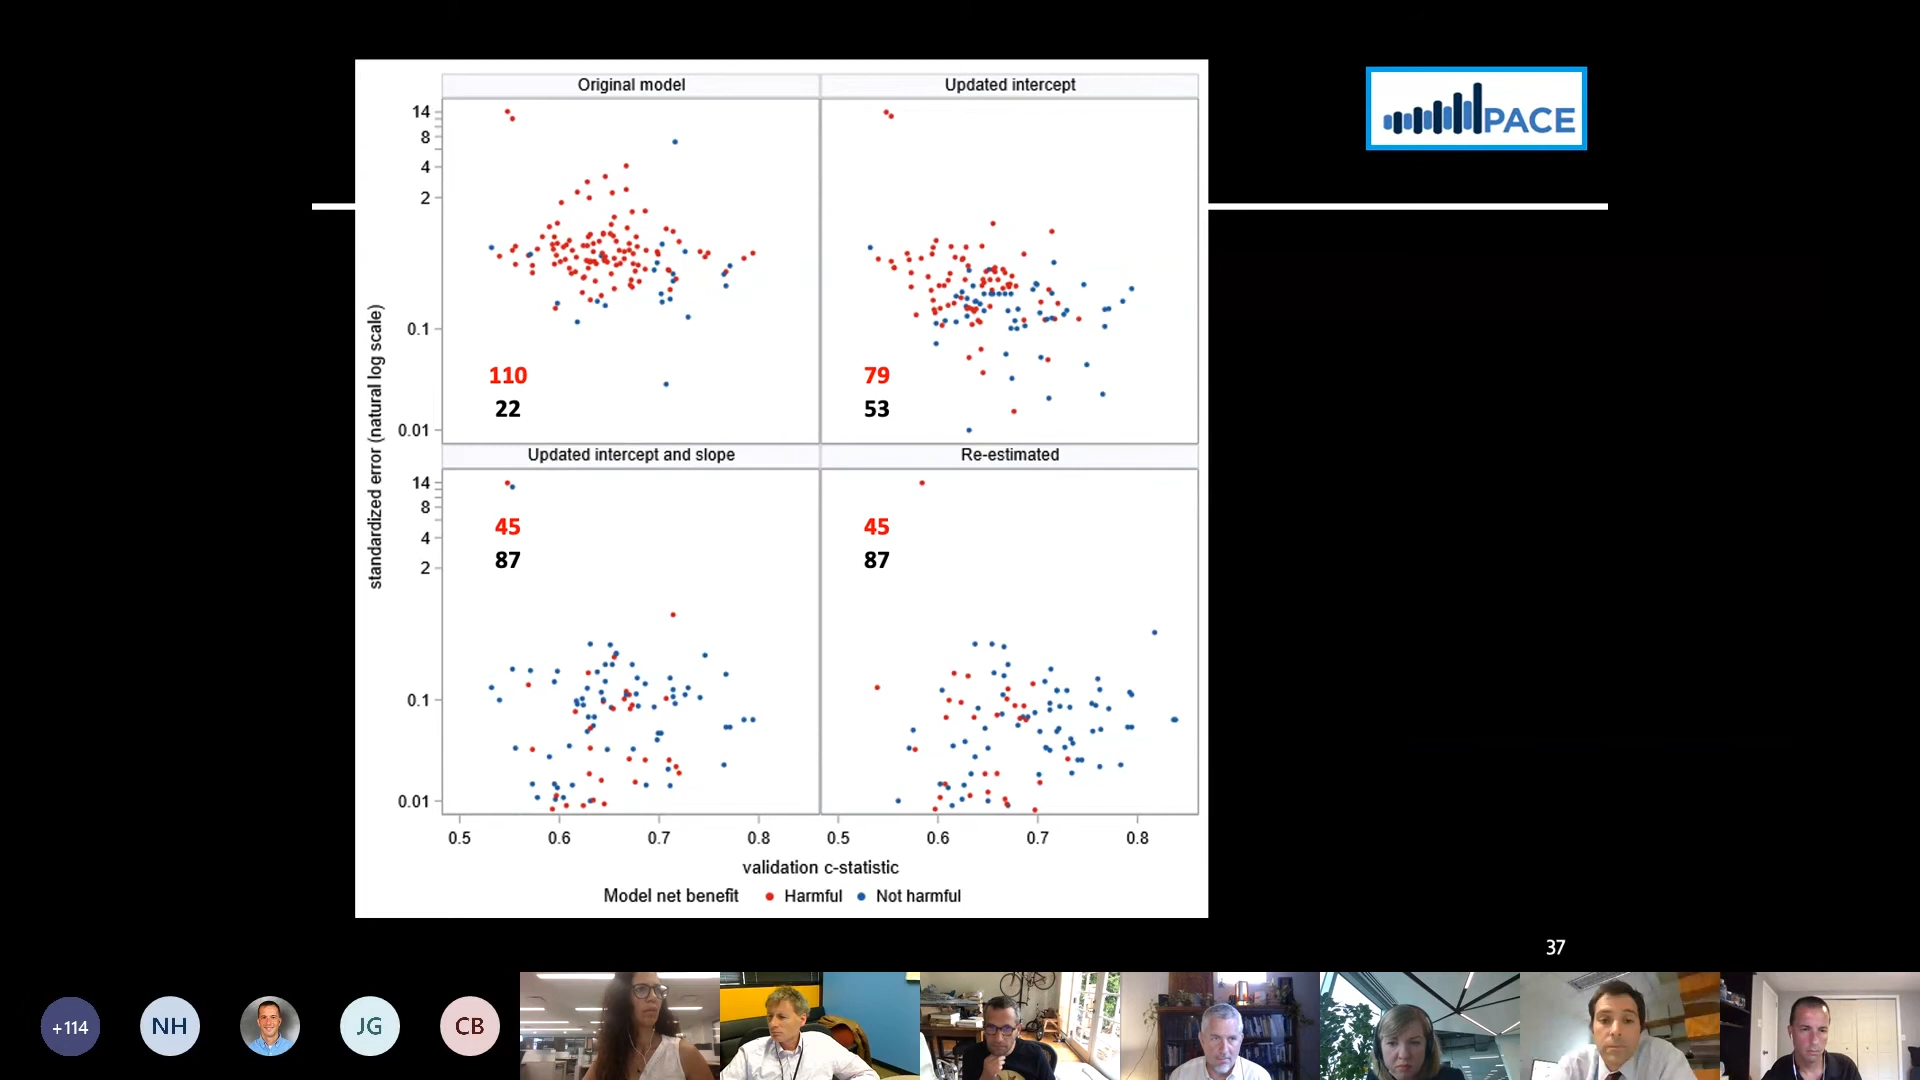 Original model
Updated intercept
14
8
4
2
0.1
0.01
110
22
79
53
PACE
standardized error (natural log scale)
Updated intercept and slope
Re-estimated
14
8
4
2
0.1
0.01
45
87
45
87
0.5
0.6
0.7
0.8
0.5
0.6
0.7
0.8
validation c-statistic
Model net benefit Harmful Not harmful
37
+114
NH
JG
CB